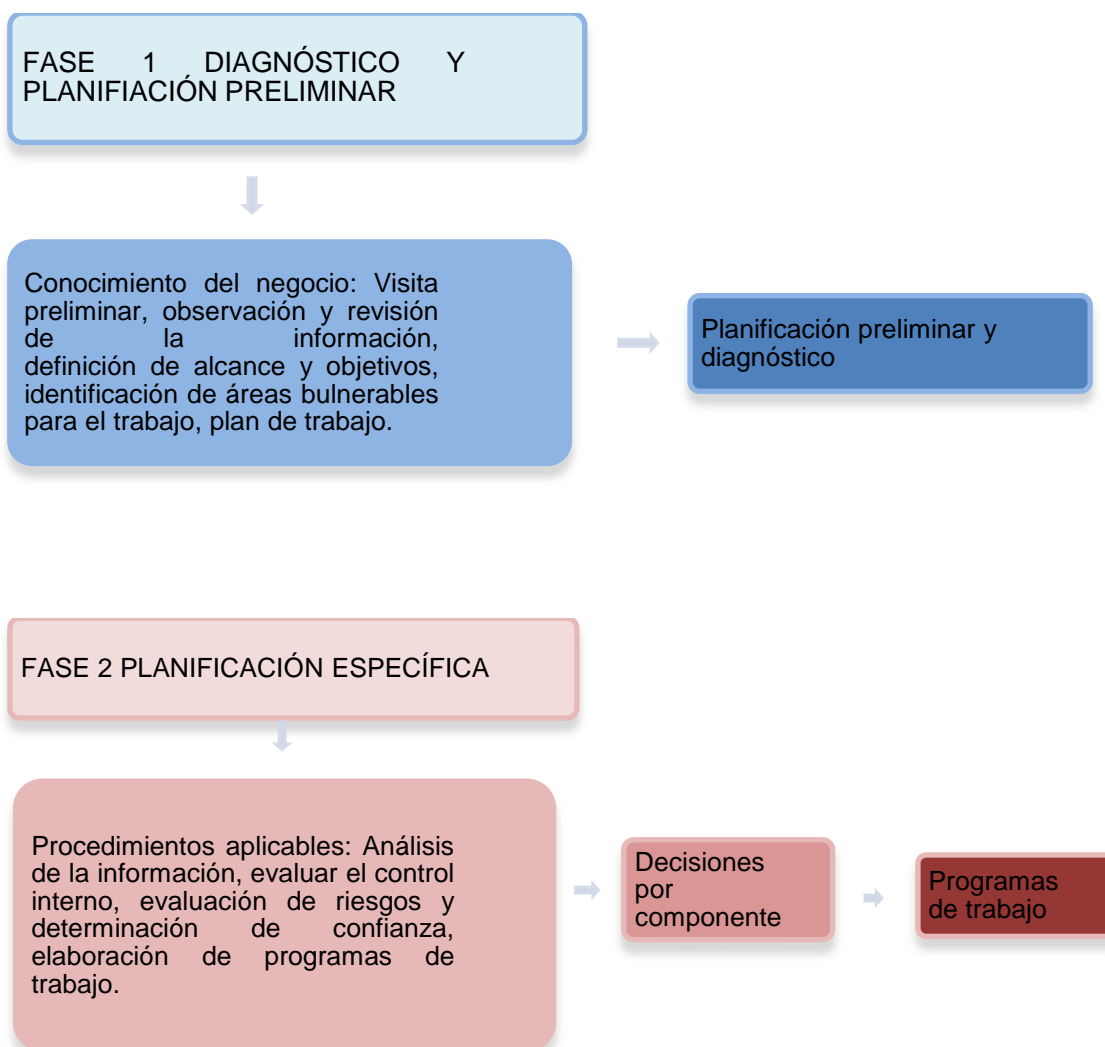 FASE 1 DIAGNÓSTICO Y
PLANIFIACIÓN PRELIMINAR
Conocimiento del negocio: Visita
preliminar, observación y revisión
de la información,
definición de alcance y objetivos,
identificación de áreas bulnerables
para el trabajo, plan de trabajo.
Planificación preliminar y
diagnóstico
FASE 2 PLANIFICACIÓN ESPECÍFICA
Procedimientos aplicables: Análisis
de la información, evaluar el control
interno, evaluación de riesgos y
determinación de confianza,
elaboración de programas de
trabajo.
Decisiones
por
componente
Programas
de trabajo